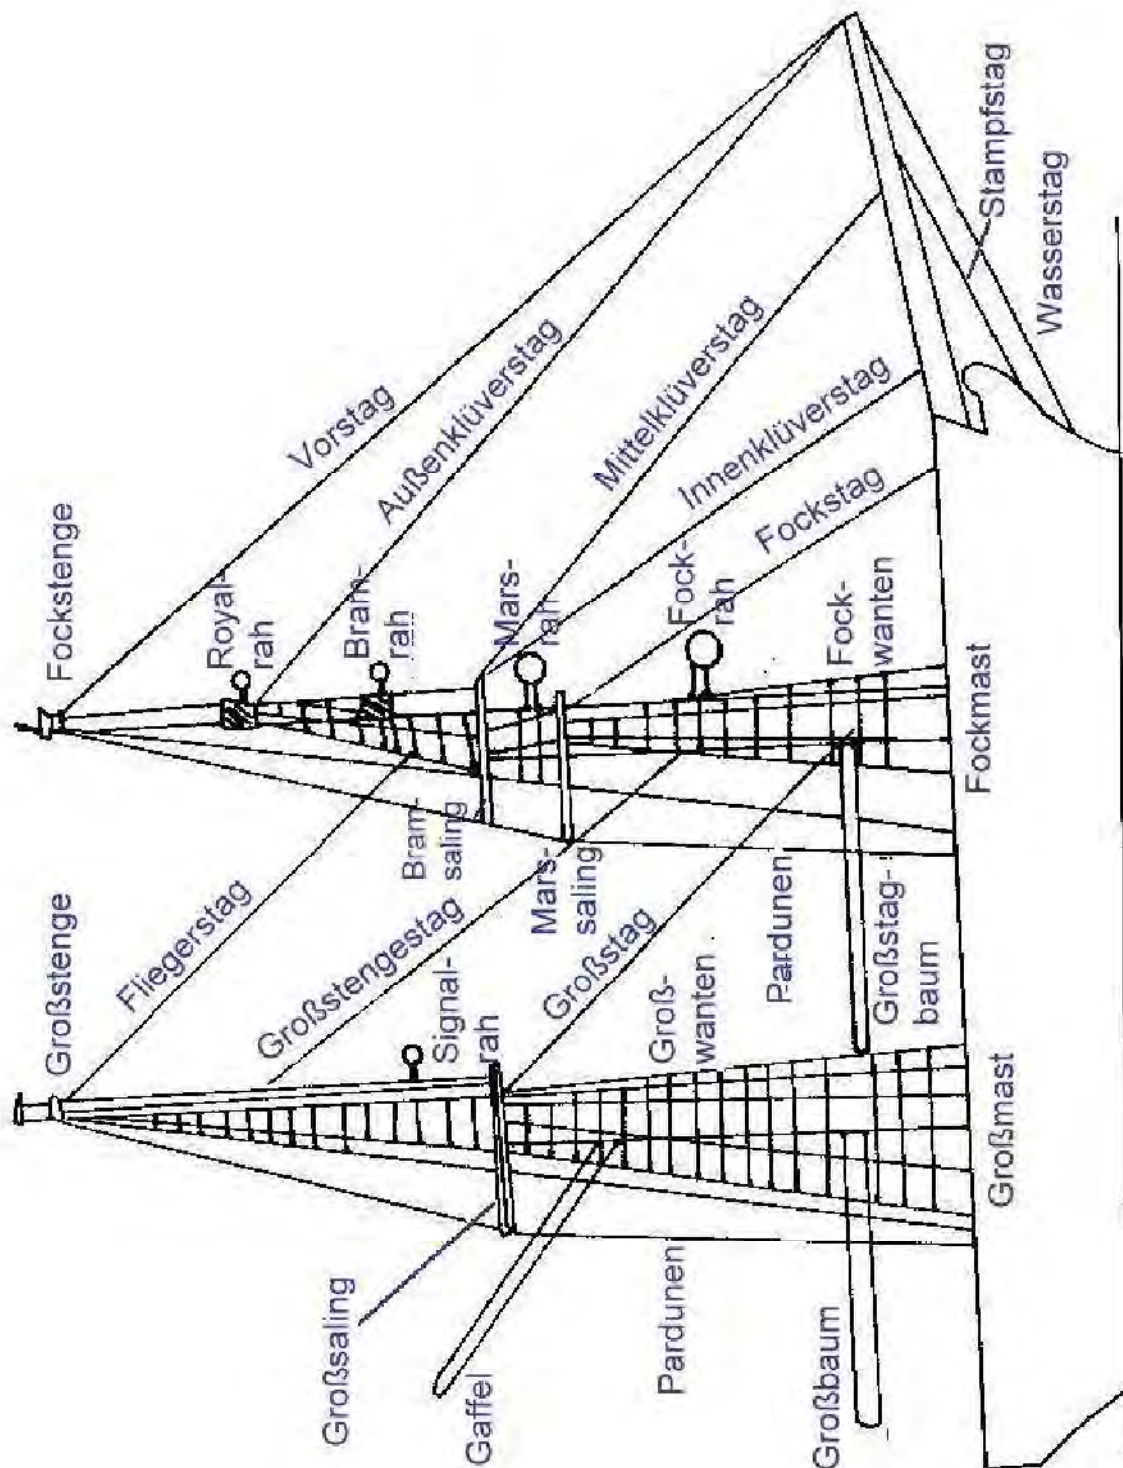 Fockstenge
Großstenge
Vorstag
Außenklüverstag
Mittelklüverstag
Innenklüverstag
Fockstag
Stampfstag
Wasserstag
Royal-
rah
Bram-
rah
Mars-
rah
Fock-
rah
Fock-
wanten
Fockmast
Fliegerstag
Großstengestag
Großstag
Bram-
saling
Mars-
saling
Signal-
rah
Groß-
wanten
Pardunen
Großstag-
baum
Großmast
Großsaling
Gaffel
Pardunen
Großbaum